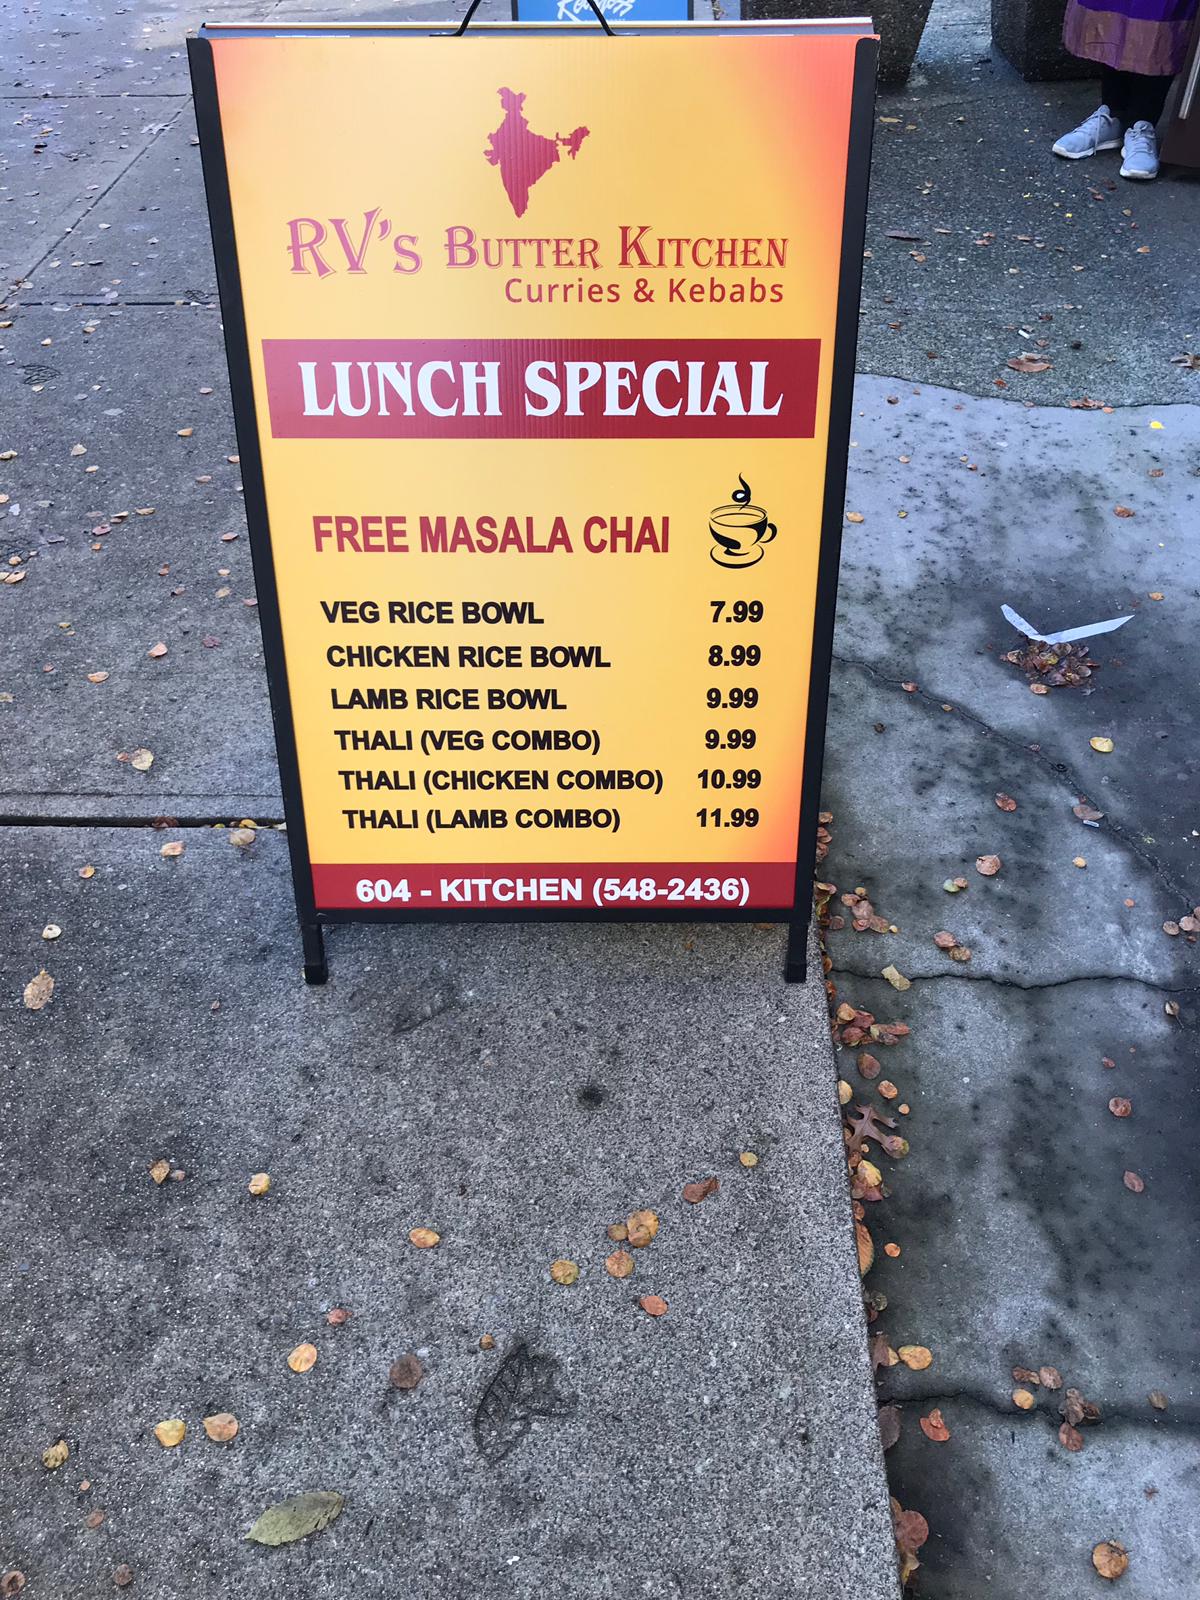 RV's BUTTER KITCHEN
Curries & Kebabs
LUNCH SPECIAL
FREE MASALA CHAI
VEG RICE BOWL 7.99
CHICKEN RICE BOWL 8.99
LAMB RICE BOWL 9.99
THALI (VEG COMBO) 9.99
THALI (CHICKEN COMBO) 10.99
THALI (LAMB COMBO) 11.99
604 - KITCHEN (548-2436)